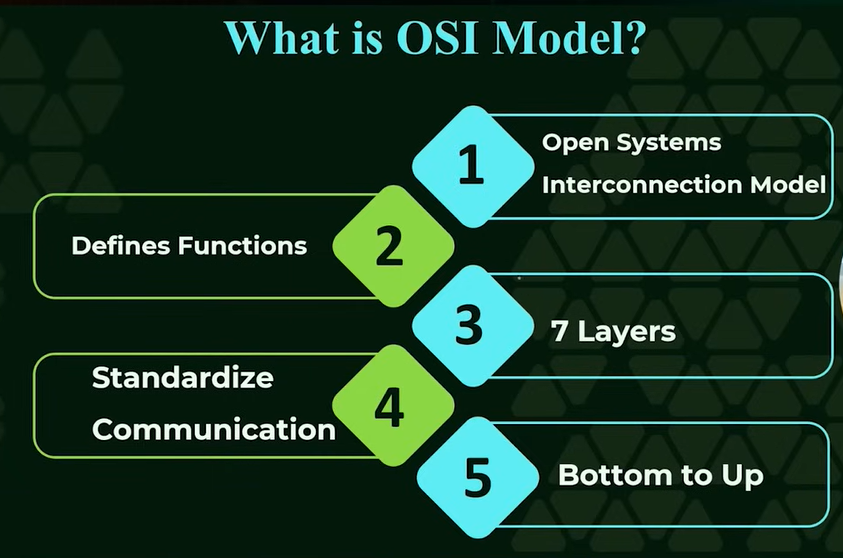 What is OSI Model?
1
Open Systems
Interconnection Model
2
Defines Functions
3
7 Layers
4
Standardize
Communication
5
Bottom to Up